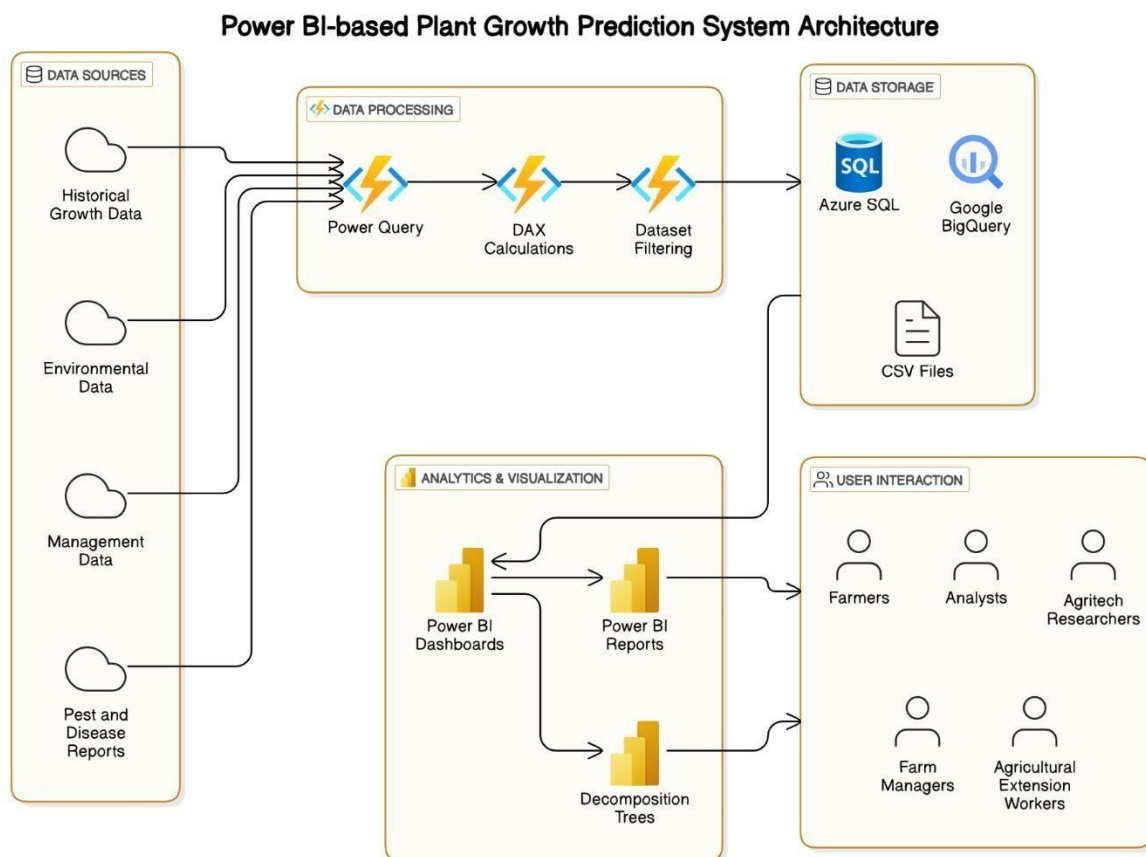 Power BI-based Plant Growth Prediction System Architecture
DATA SOURCES
Historical
Growth Data
Environmental
Data
Management
Data
Pest and
Disease
Reports
DATA PROCESSING
Power Query
DAX
Calculations
Dataset
Filtering
DATA STORAGE
SQL
Azure SQL
Google
BigQuery
CSV Files
ANALYTICS & VISUALIZATION
Power BI
Dashboards
Power BI
Reports
Decomposition
Trees
USER INTERACTION
Farmers
Analysts
Agritech
Researchers
Farm
Managers
Agricultural
Extension
Workers